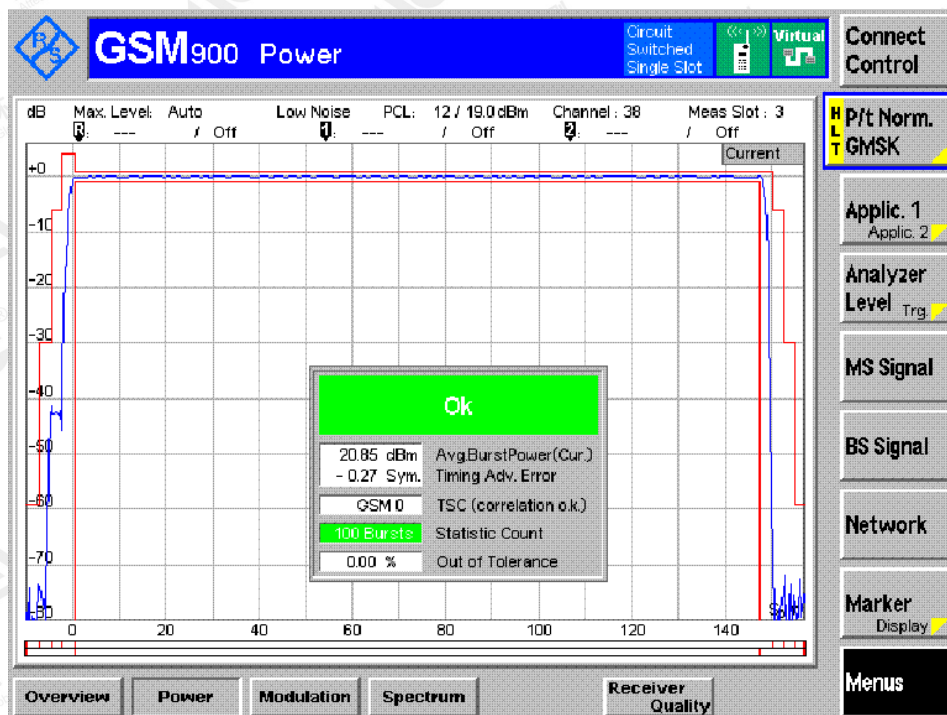 R/S
GSM900 Power
Circuit Switched Single Slot
Virtual
Connect Control
dB Max. Level: Auto Low Noise PCL: 12 / 19.0 dBm Channel : 38 Meas Slot : 3
R: --- / Off 1: --- / Off 2: --- / Off
HLT
P/t Norm. GMSK
Current
+0
-10
-20
-30
-40
-50
-60
-70
-80
Applic. 1
Applic. 2
Analyzer Level Trg.
MS Signal
BS Signal
Network
Marker
Display
Menus
Ok
20.85 dBm Avg.BurstPower(Cur.)
- 0.27 Sym. Timing Adv. Error
GSM 0 TSC (correlation o.k.)
100 Bursts Statistic Count
0.00 % Out of Tolerance
0 20 40 60 80 100 120 140
Overview Power Modulation Spectrum Receiver Quality